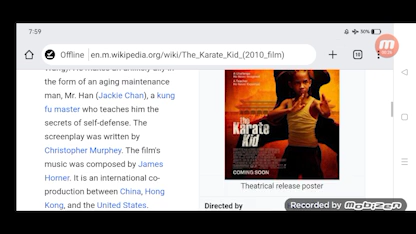 7:59
50%
Offline en.m.wikipedia.org/wiki/The_Karate_Kid_(2010_film)
the form of an aging maintenance
man, Mr. Han (Jackie Chan), a kung
fu master who teaches him the
secrets of self-defense. The
screenplay was written by
Christopher Murphey. The film's
music was composed by James
Horner. It is an international co-
production between China, Hong
Kong, and the United States.
The
Karate
Kid
COMING SOON
Theatrical release poster
Directed by
Recorded by Mobizen